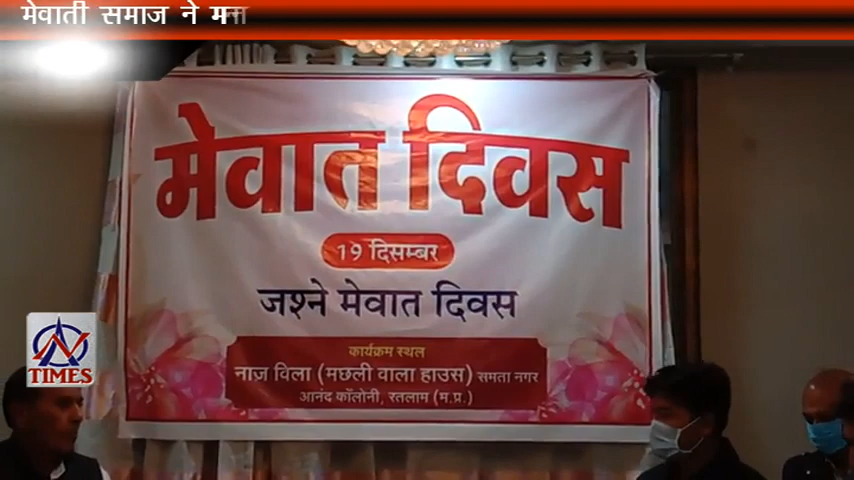 मेवाती समाज ने
मेवात दिवस
19 दिसम्बर
जश्ने मेवात दिवस
कार्यक्रम स्थल
नाज़ विला (मछली वाला हाउस) समता नगर
आनंद कॉलोनी, रतलाम (म.प्र.)
TIMES